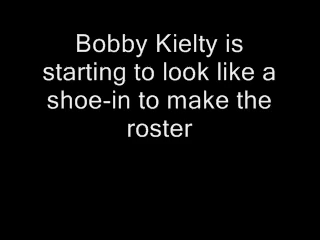 Bobby Kielty is
starting to look like a
shoe-in to make the
roster